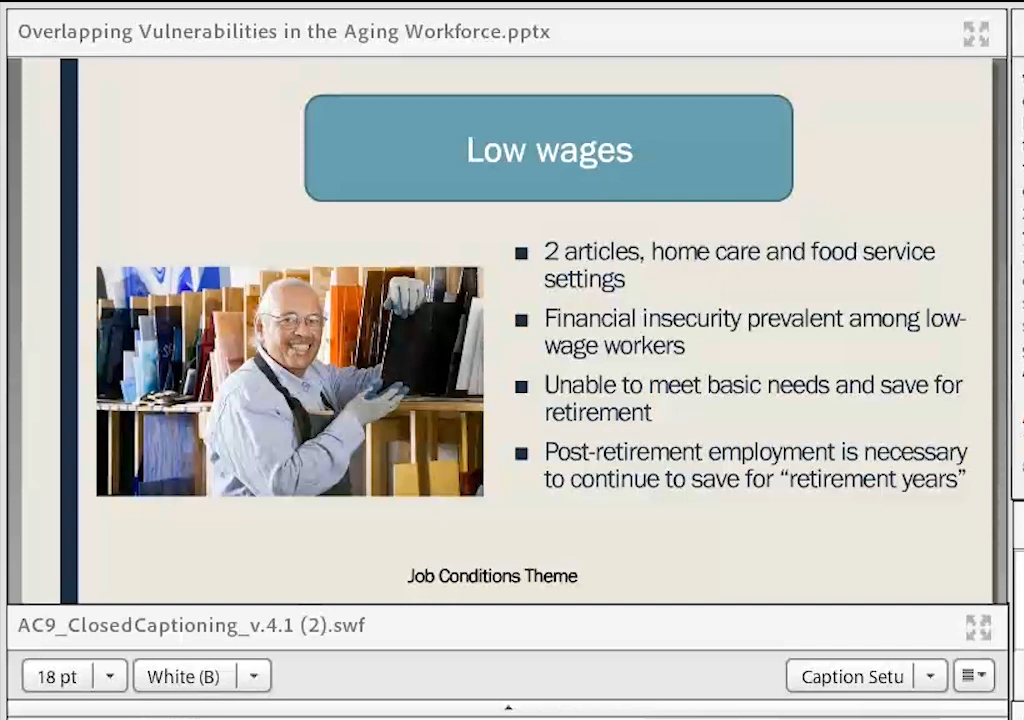 Overlapping Vulnerabilities in the Aging Workforce.pptx
Low wages
■ 2 articles, home care and food service
settings
■ Financial insecurity prevalent among low-
wage workers
■ Unable to meet basic needs and save for
retirement
■ Post-retirement employment is necessary
to continue to save for “retirement years”
Job Conditions Theme
AC9_ClosedCaptioning_v.4.1 (2).swf
18 pt
White (B)
Caption Setu